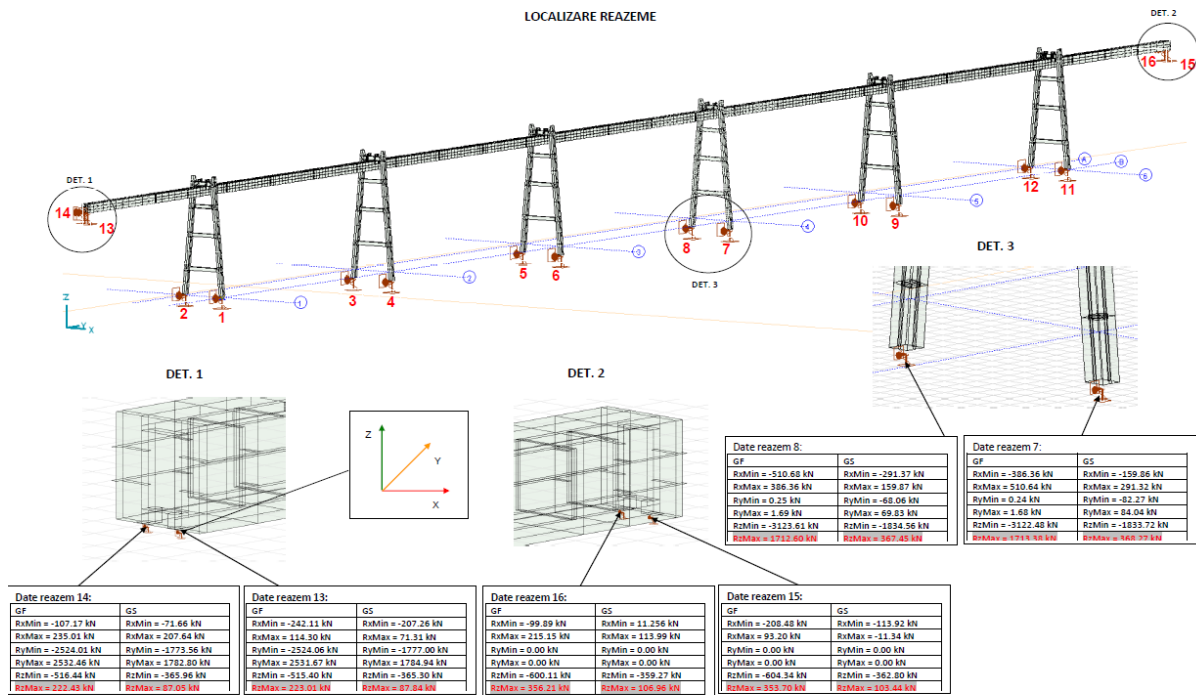 LOCALIZARE REAZEME
DET. 2
16
15
DET. 1
14
13
2
1
3
4
5
6
8
7
10
9
12
11
A
B
6
5
4
3
2
1
DET. 3
DET. 3
Z
Y
X
DET. 1
DET. 2
Z
Y
X
Date reazem 8:
GF GS
RxMin = -510.68 kN RxMin = -291.37 kN
RxMax = 386.36 kN RxMax = 159.87 kN
RyMin = 0.25 kN RyMin = -68.06 kN
RyMax = 1.69 kN RyMax = 69.83 kN
RzMin = -3123.61 kN RzMin = -1834.56 kN
RzMax = 1712.60 kN RzMax = 367.45 kN
Date reazem 7:
GF GS
RxMin = -386.36 kN RxMin = -159.86 kN
RxMax = 510.64 kN RxMax = 291.32 kN
RyMin = 0.24 kN RyMin = -82.27 kN
RyMax = 1.68 kN RyMax = 84.04 kN
RzMin = -3122.48 kN RzMin = -1833.72 kN
RzMax = 1713.38 kN RzMax = 368.27 kN
Date reazem 14:
GF GS
RxMin = -107.17 kN RxMin = -71.66 kN
RxMax = 235.01 kN RxMax = 207.64 kN
RyMin = -2524.01 kN RyMin = -1773.56 kN
RyMax = 2532.46 kN RyMax = 1782.80 kN
RzMin = -516.44 kN RzMin = -365.96 kN
RzMax = 222.43 kN RzMax = 87.05 kN
Date reazem 13:
GF GS
RxMin = -242.11 kN RxMin = -207.26 kN
RxMax = 114.30 kN RxMax = 71.31 kN
RyMin = -2524.06 kN RyMin = -1777.00 kN
RyMax = 2531.67 kN RyMax = 1784.94 kN
RzMin = -515.40 kN RzMin = -365.30 kN
RzMax = 223.01 kN RzMax = 87.84 kN
Date reazem 16:
GF GS
RxMin = -99.89 kN RxMin = 11.256 kN
RxMax = 215.15 kN RxMax = 113.99 kN
RyMin = 0.00 kN RyMin = 0.00 kN
RyMax = 0.00 kN RyMax = 0.00 kN
RzMin = -600.11 kN RzMin = -359.27 kN
RzMax = 356.21 kN RzMax = 106.96 kN
Date reazem 15:
GF GS
RxMin = -208.48 kN RxMin = -113.92 kN
RxMax = 93.20 kN RxMax = -11.34 kN
RyMin = 0.00 kN RyMin = 0.00 kN
RyMax = 0.00 kN RyMax = 0.00 kN
RzMin = -604.34 kN RzMin = -362.80 kN
RzMax = 353.70 kN RzMax = 103.44 kN